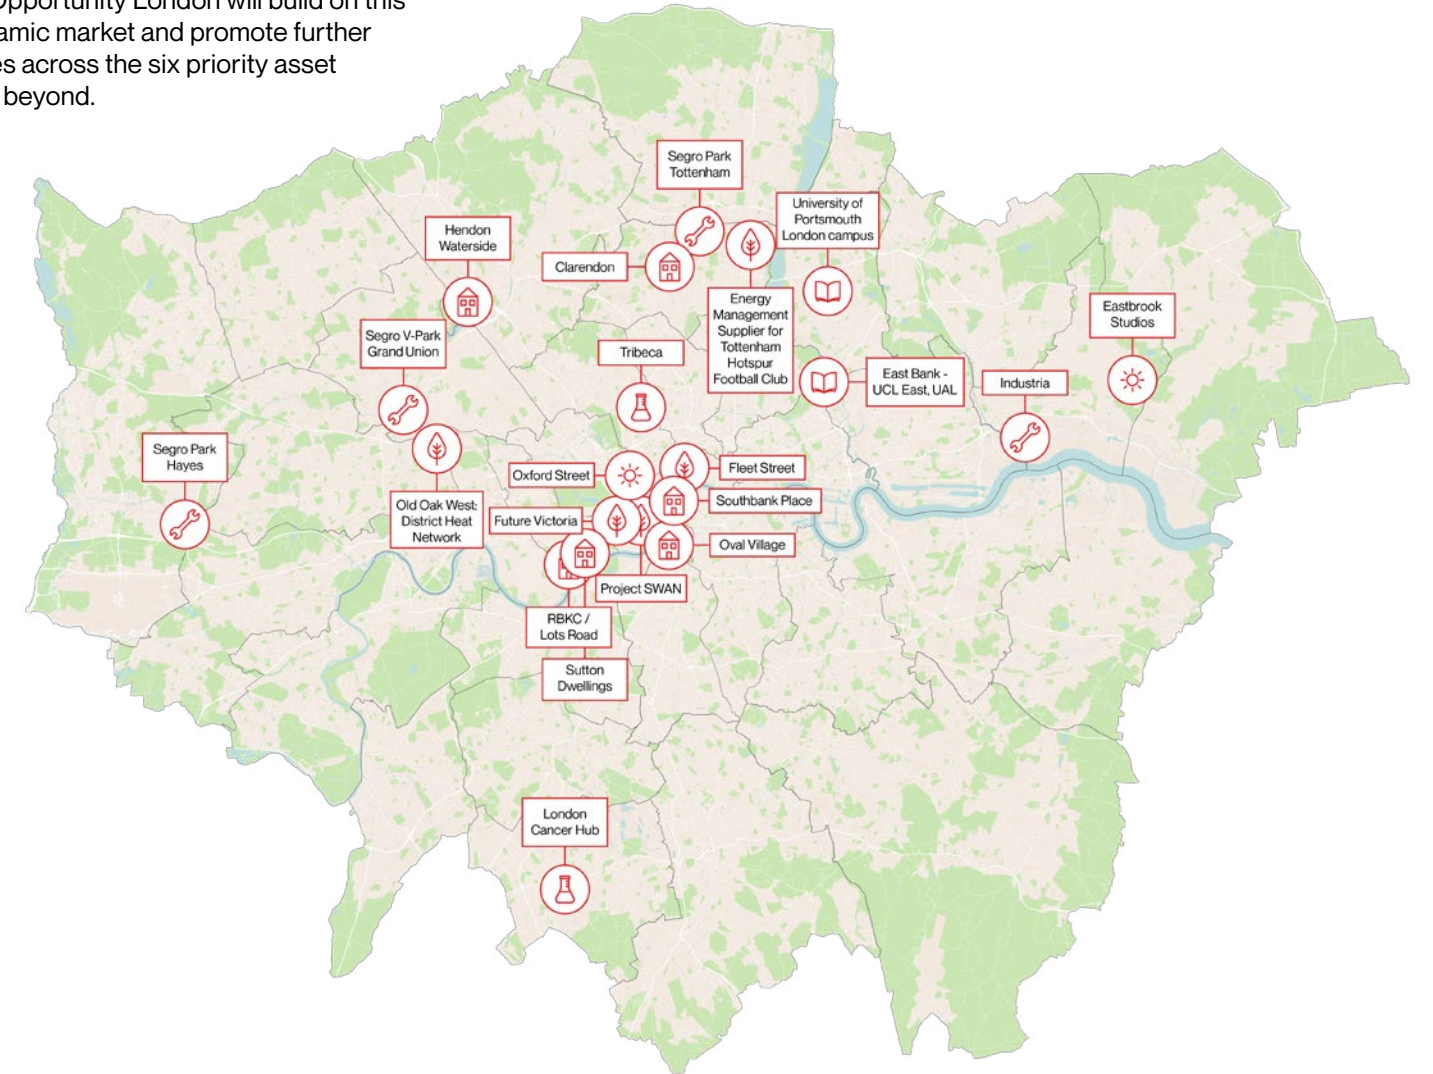 Opportunity London will build on this
amic market and promote further
es across the six priority asset
beyond.
Segro Park
Tottenham
University of
Portsmouth
London campus
Hendon
Waterside
Clarendon
Energy
Management
Supplier for
Tottenham
Hotspur
Football Club
Eastbrook
Studios
Segro V-Park
Grand Union
Tribeca
East Bank -
UCL East, UAL
Industria
Segro Park
Hayes
Oxford Street
Fleet Street
Old Oak West:
District Heat
Network
Southbank Place
Future Victoria
Oval Village
Project SWAN
RBKC /
Lots Road
Sutton
Dwellings
London
Cancer Hub